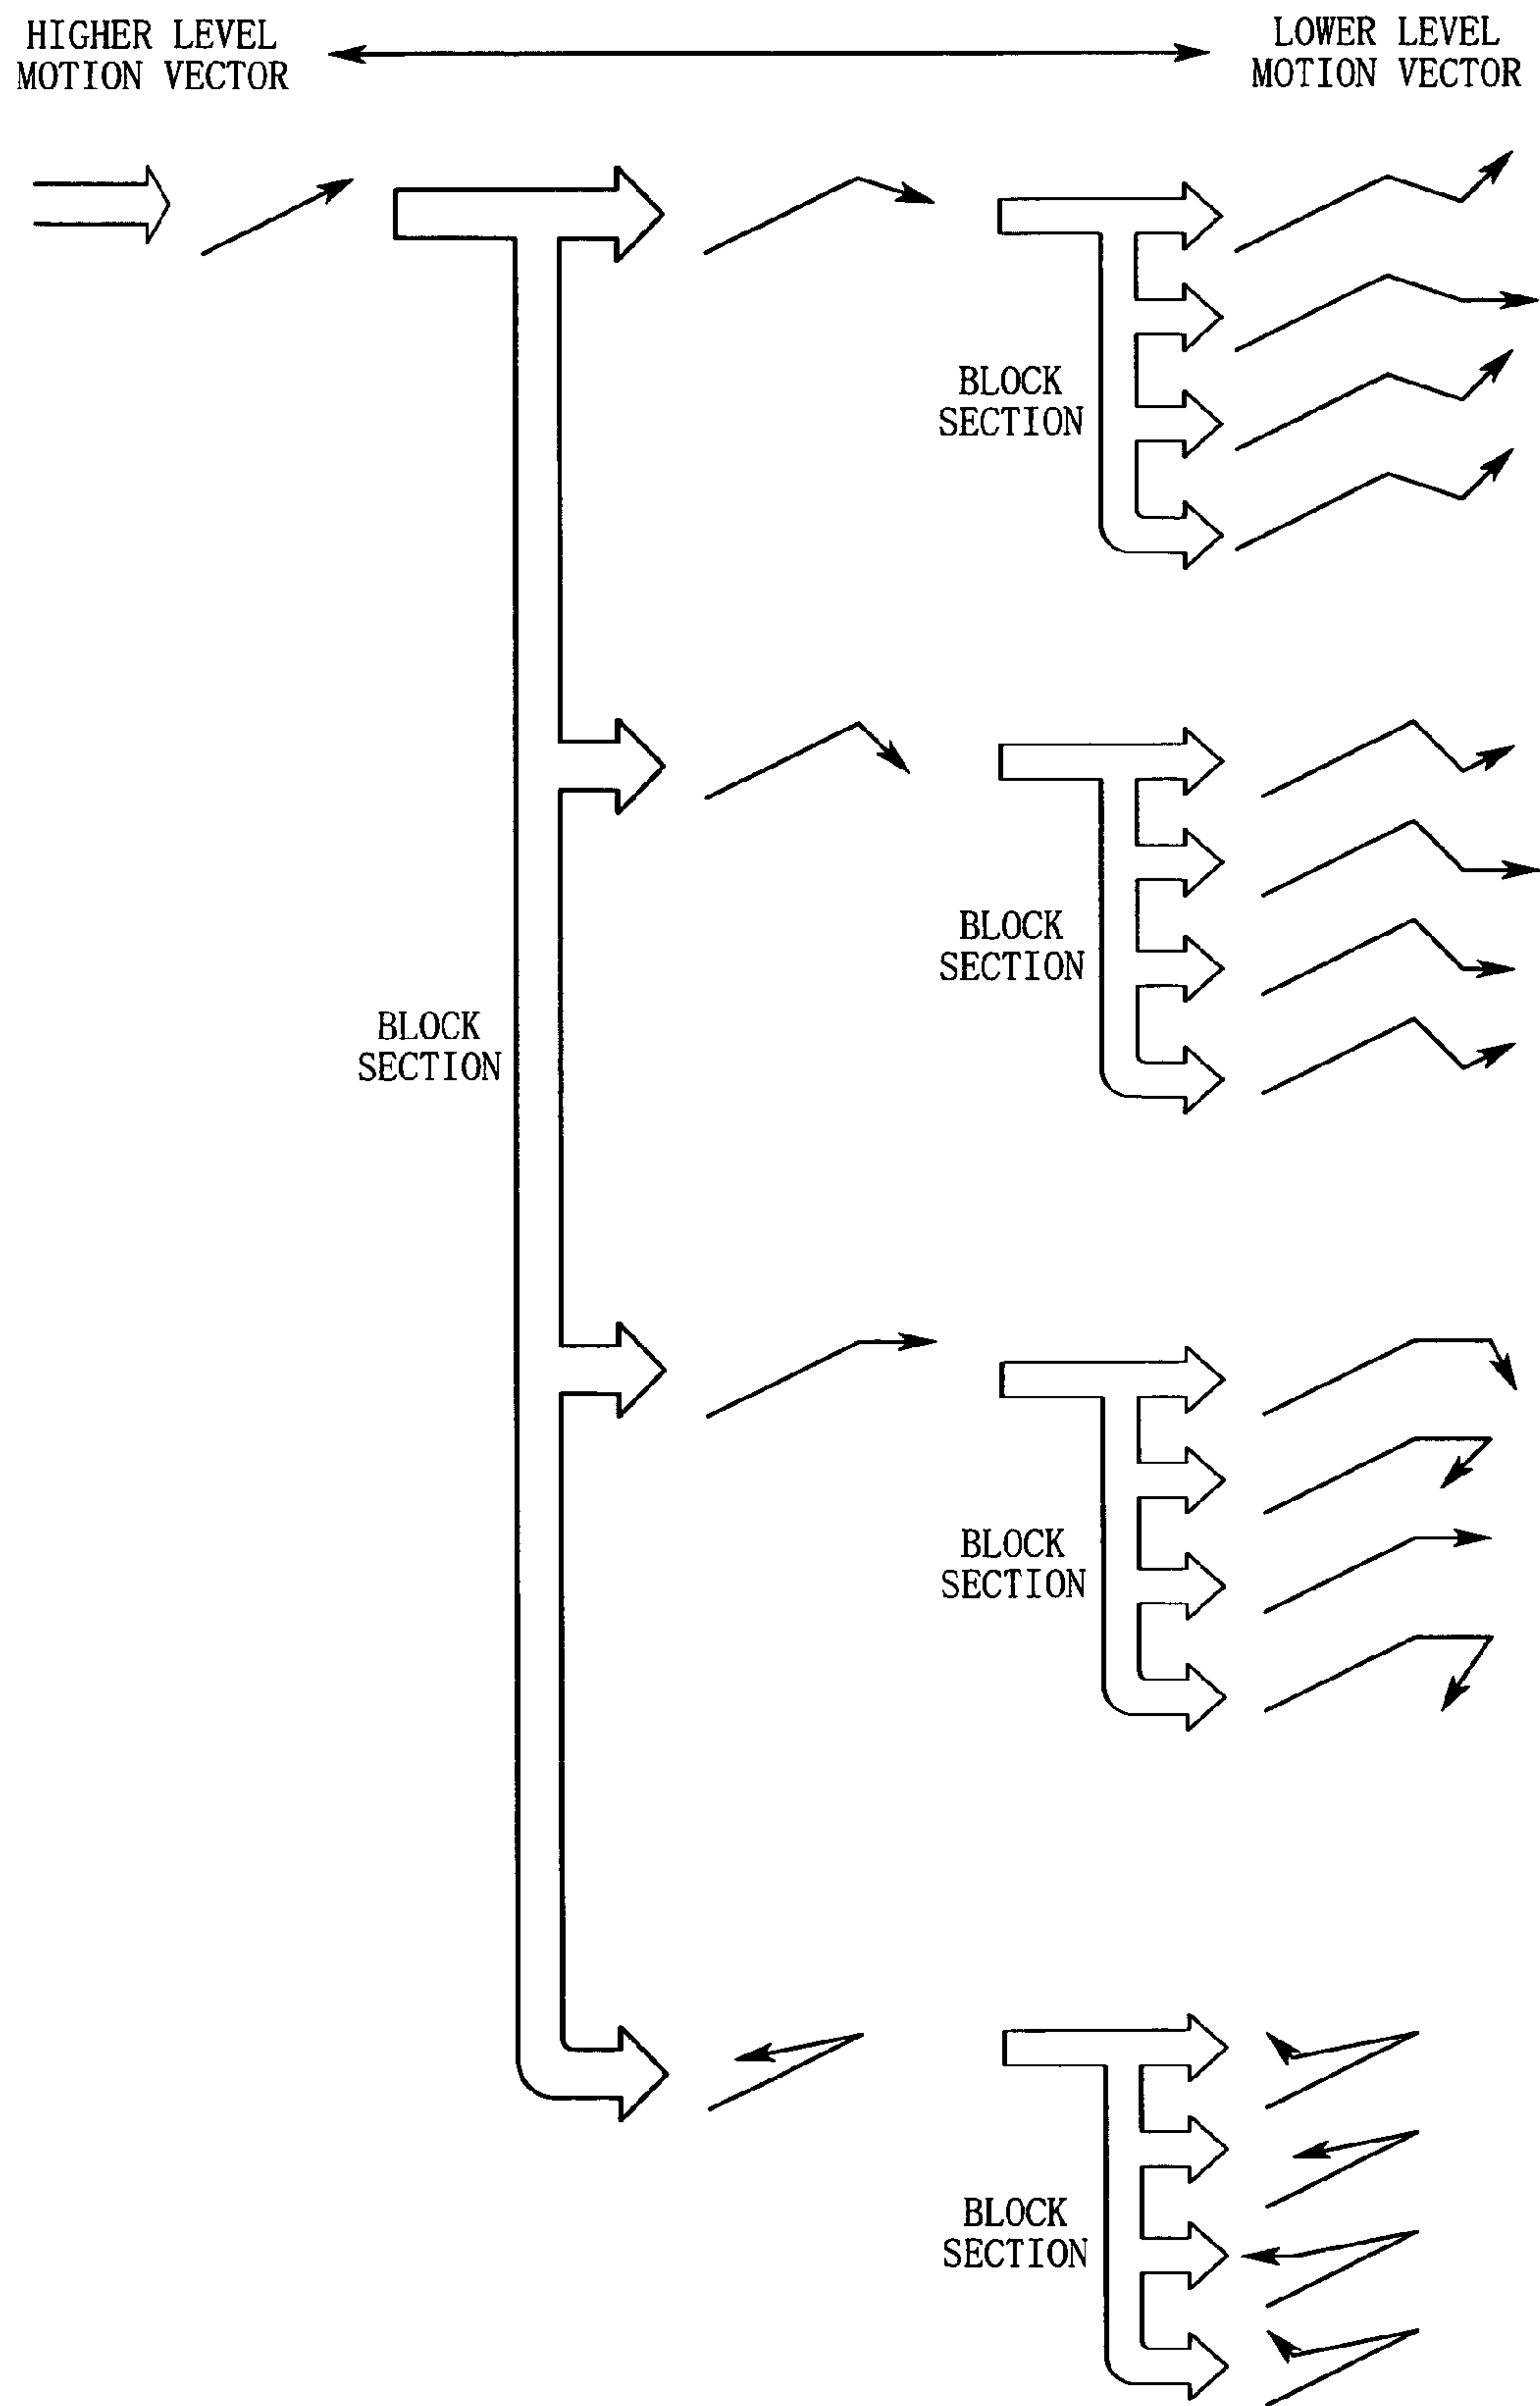 HIGHER LEVEL
MOTION VECTOR
LOWER LEVEL
MOTION VECTOR
BLOCK
SECTION
BLOCK
SECTION
BLOCK
SECTION
BLOCK
SECTION
BLOCK
SECTION